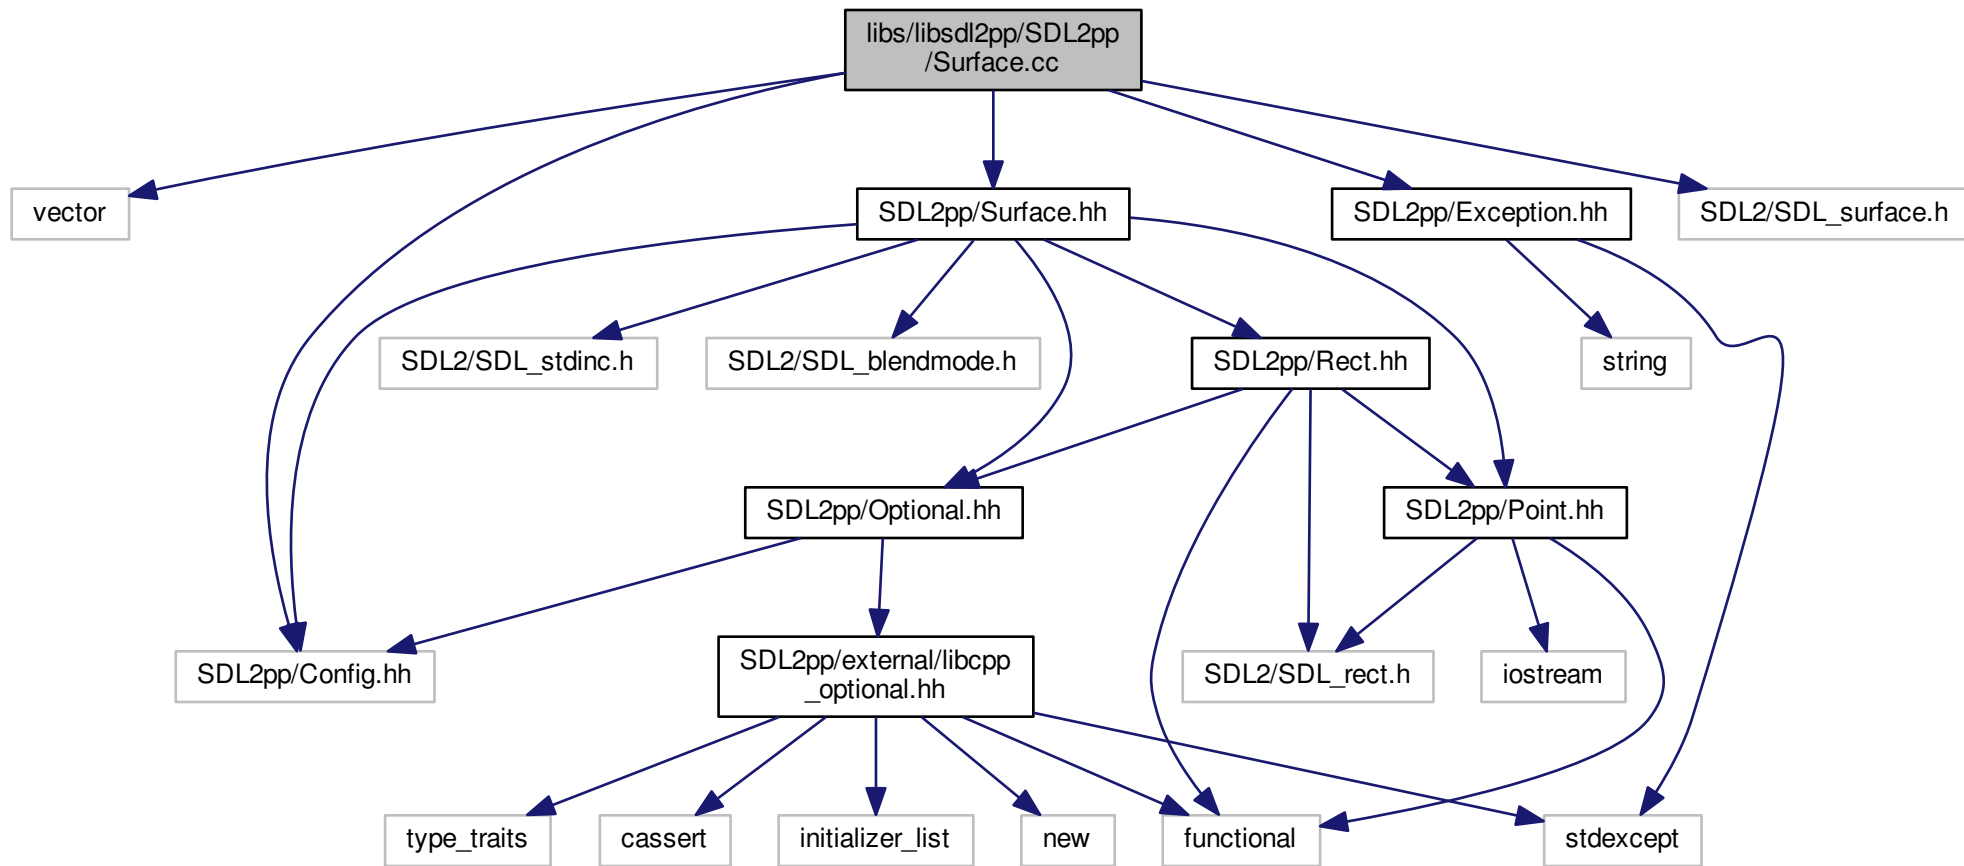 libs/libsdl2pp/SDL2pp
/Surface.cc
vector
SDL2pp/Surface.hh
SDL2pp/Exception.hh
SDL2/SDL_surface.h
SDL2/SDL_stdinc.h
SDL2/SDL_blendmode.h
SDL2pp/Rect.hh
string
SDL2pp/Optional.hh
SDL2pp/Point.hh
SDL2pp/Config.hh
SDL2pp/external/libcpp
_optional.hh
SDL2/SDL_rect.h
iostream
type_traits
cassert
initializer_list
new
functional
stdexcept